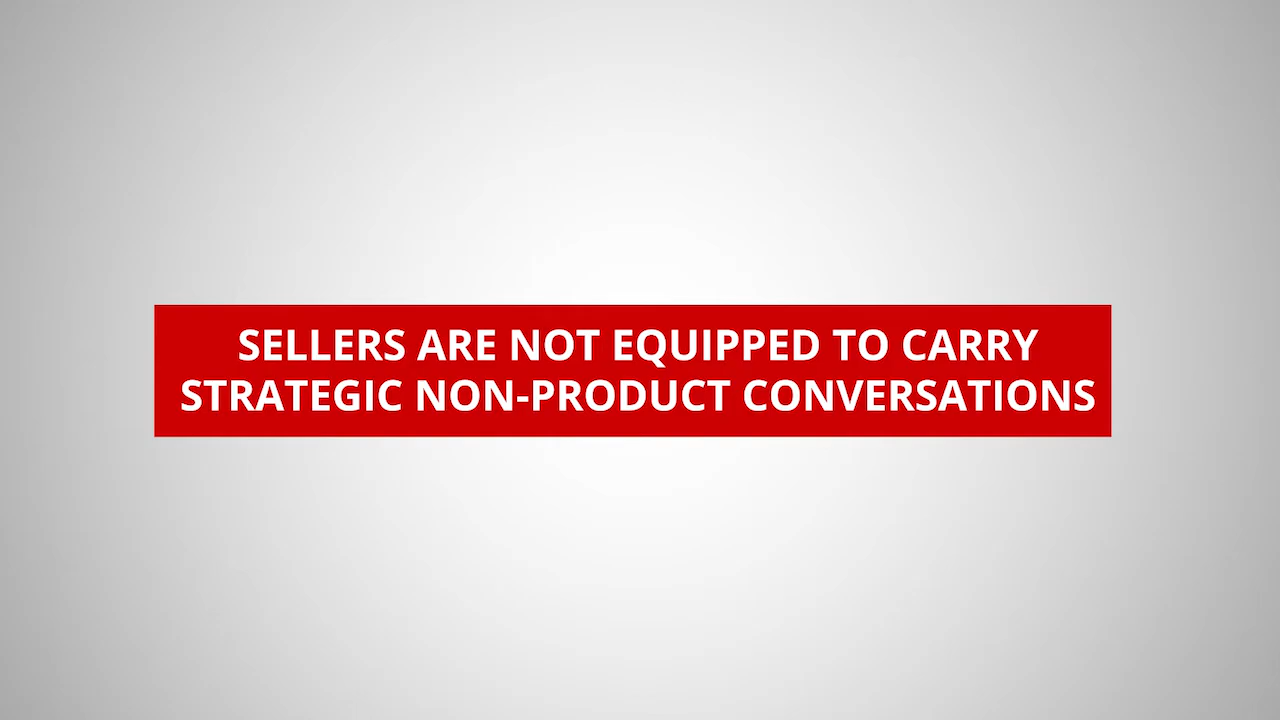 SELLERS ARE NOT EQUIPPED TO CARRY
STRATEGIC NON-PRODUCT CONVERSATIONS